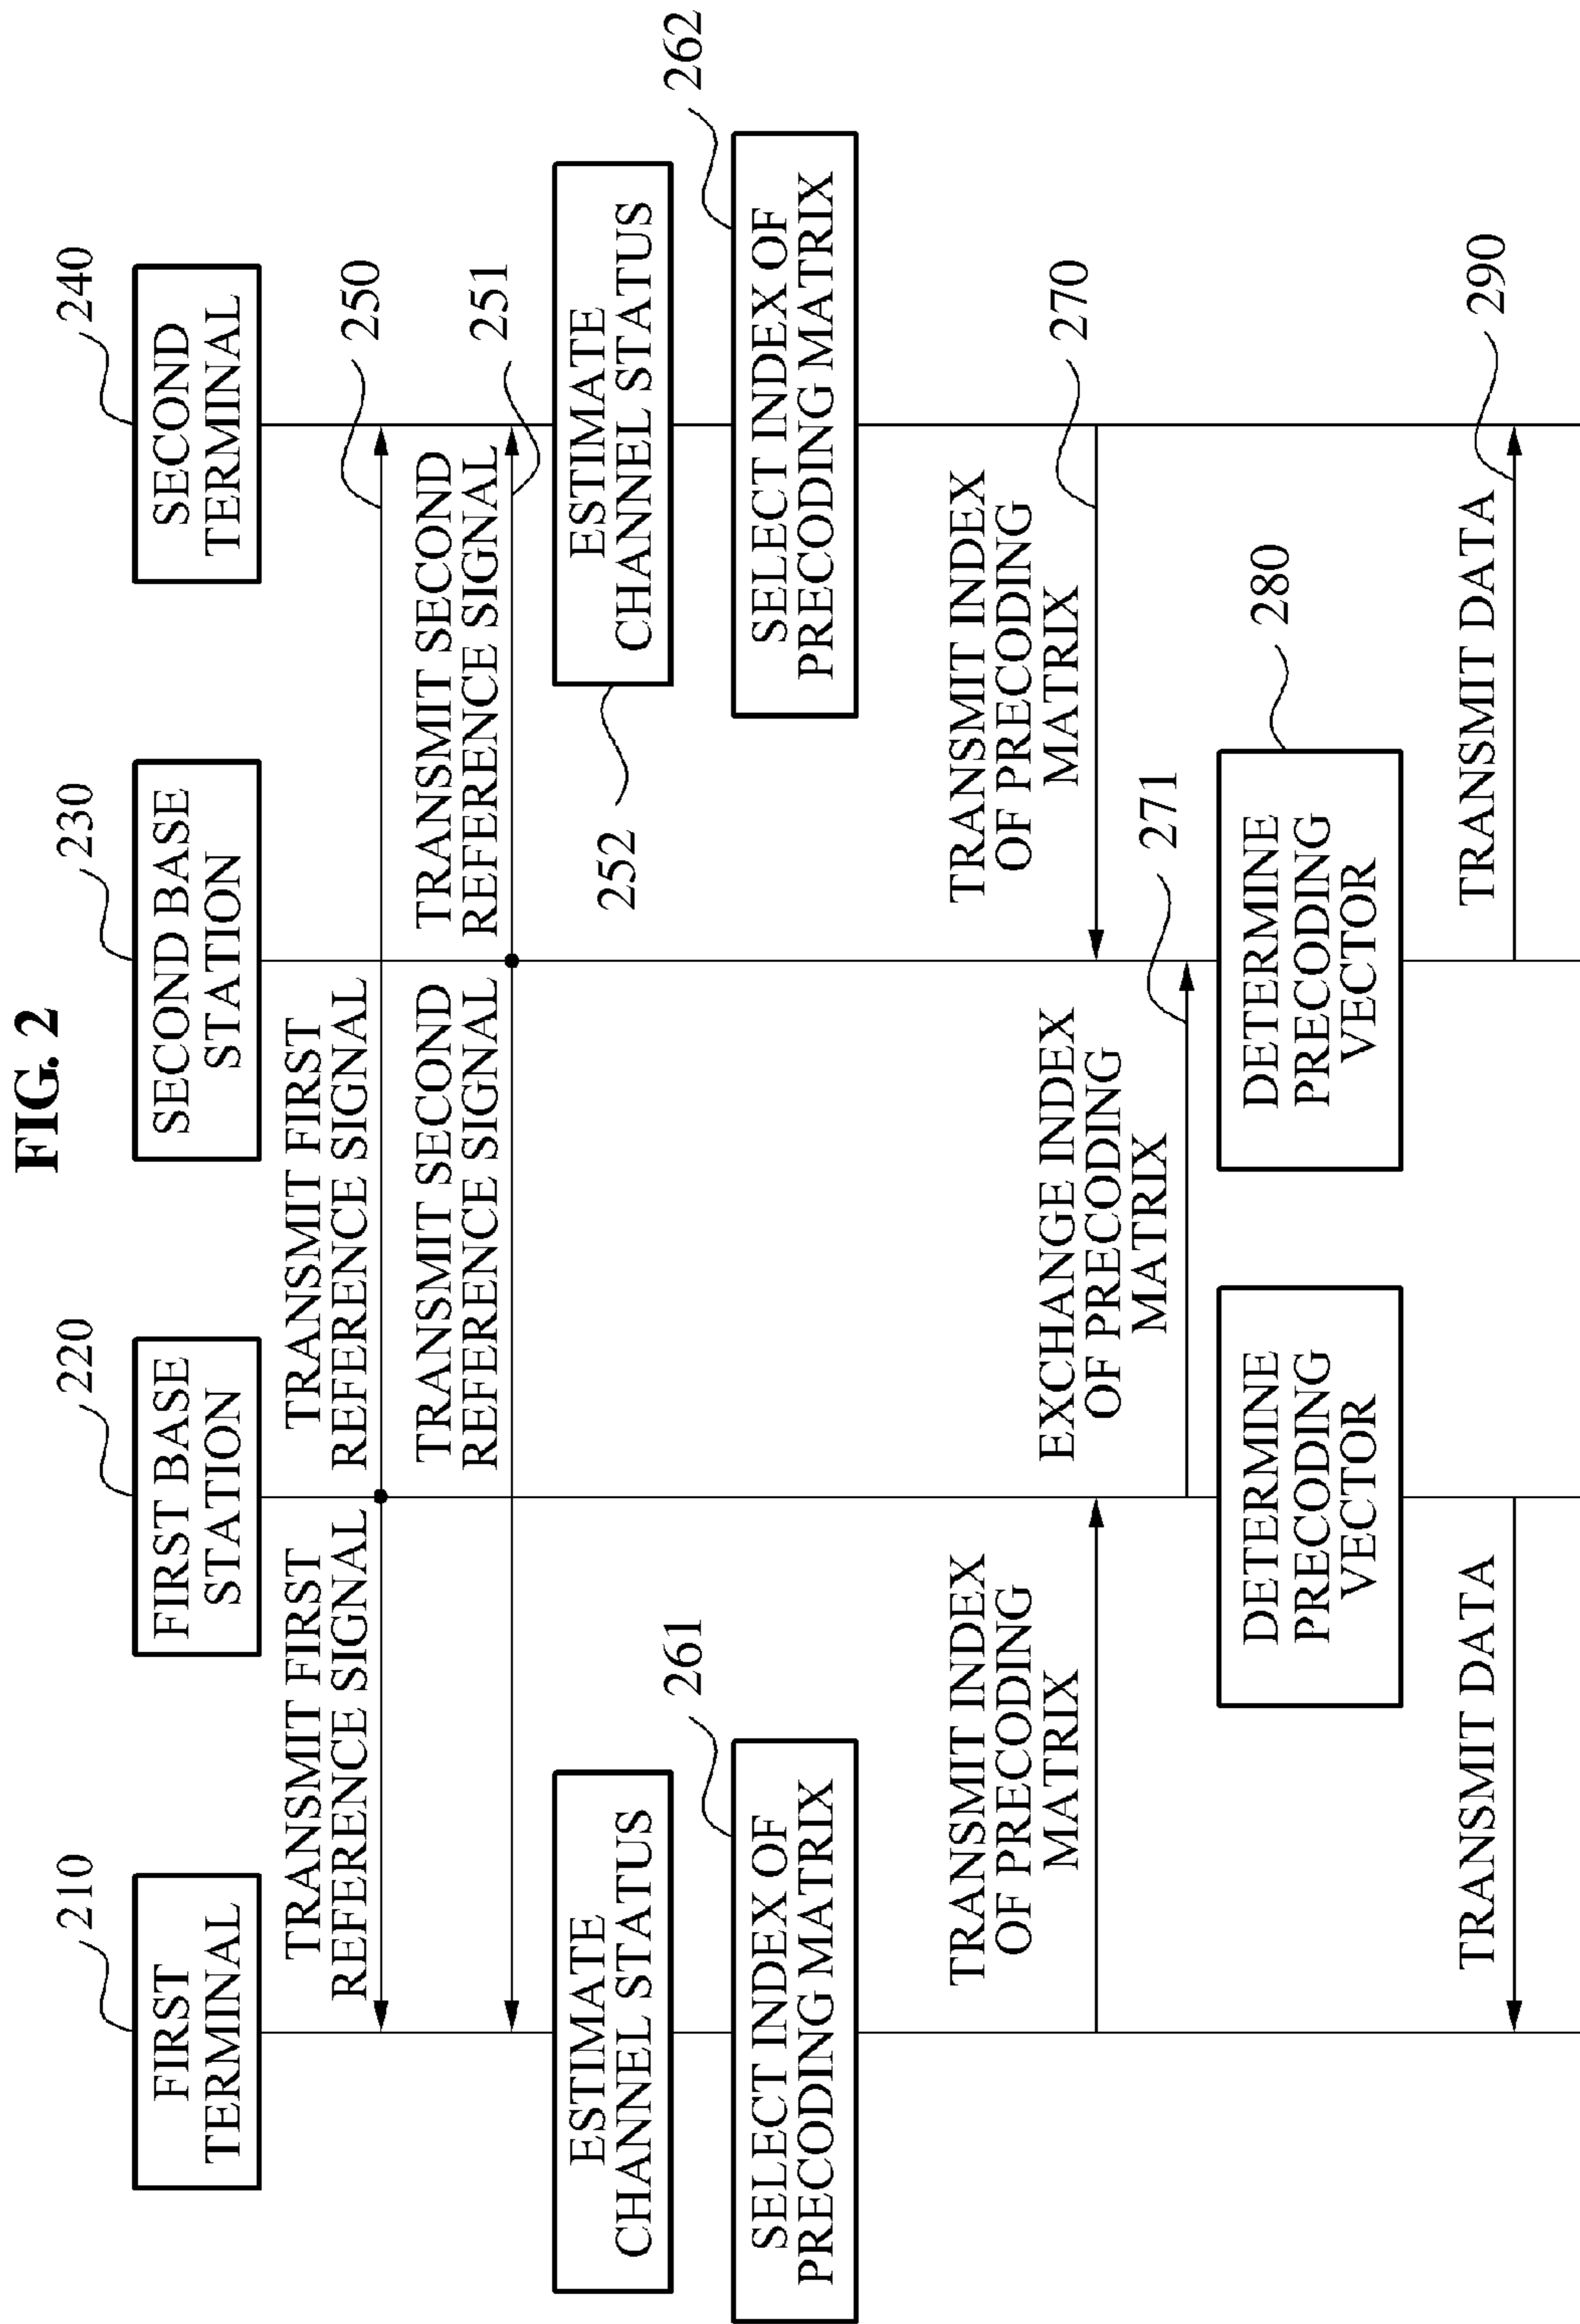 FIG. 2
210
220
230
240
FIRST
TERMINAL
FIRST BASE
STATION
SECOND BASE
STATION
SECOND
TERMINAL
TRANSMIT FIRST
REFERENCE SIGNAL
TRANSMIT FIRST
REFERENCE SIGNAL
250
TRANSMIT SECOND
REFERENCE SIGNAL
TRANSMIT SECOND
REFERENCE SIGNAL
251
ESTIMATE
CHANNEL STATUS
252
ESTIMATE
CHANNEL STATUS
261
SELECT INDEX OF
PRECODING MATRIX
262
SELECT INDEX OF
PRECODING MATRIX
TRANSMIT INDEX
OF PRECODING
MATRIX
TRANSMIT INDEX
OF PRECODING
MATRIX
270
EXCHANGE INDEX
OF PRECODING
MATRIX
271
DETERMINE
PRECODING
VECTOR
DETERMINE
PRECODING
VECTOR
280
TRANSMIT DATA
TRANSMIT DATA
290